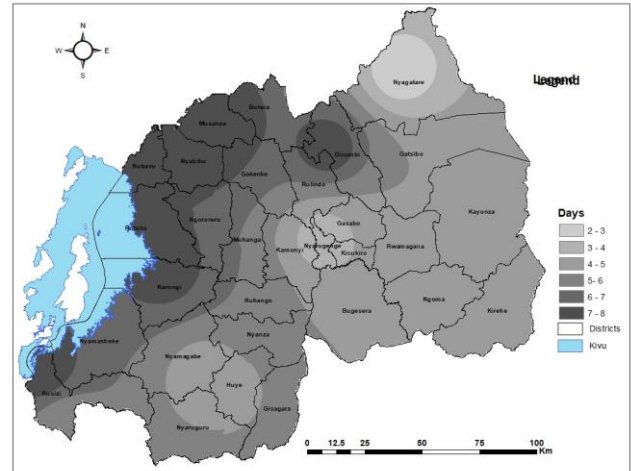 N
W E
S
Legend
Nyagatare
Burera
Musanze
Gicumbi
Gatsibo
Rubavu
Nyabihu
Gakenke
Rulindo
Kayonza
Rutsiro
Ngororero
Muhanga
Kamonyi
Gasabo
Nyarugenge
Kicukiro
Rwamagana
Karongi
Ruhango
Bugesera
Ngoma
Kirehe
Nyamasheke
Nyanza
Nyamagabe
Huye
Rusizi
Gisagara
Nyaruguru
Days
2 - 3
3 - 4
4 - 5
5 - 6
6 - 7
7 - 8
Districts
Kivu
0 12.5 25 50 75 100
Km